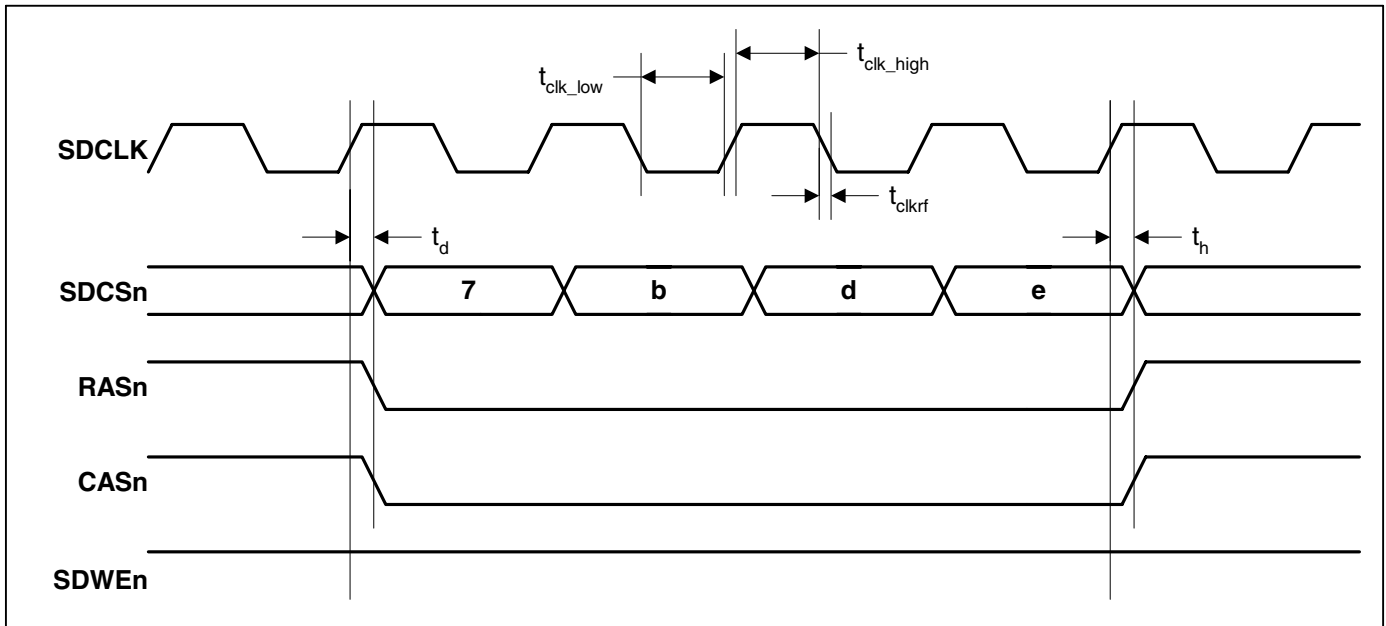 t_clk_high
t_clk_low
SDCLK
t_clkrf
t_d
t_h
SDCSn 7 b d e
RASn
CASn
SDWEn